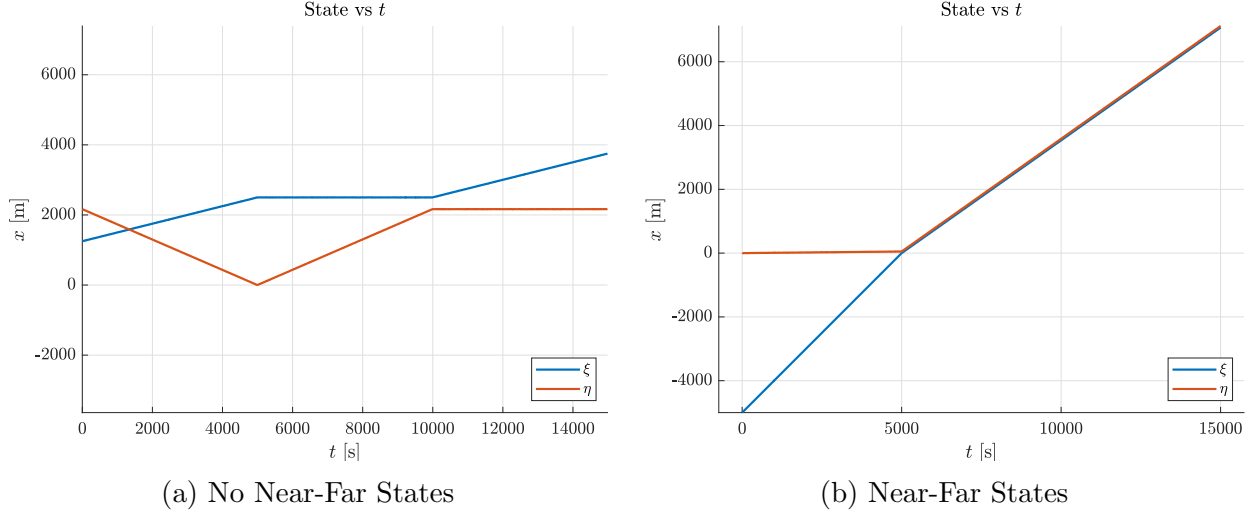 State vs t
6000
4000
2000
0
-2000
x [m]
0 2000 4000 6000 8000 10000 12000 14000
t [s]
ξ
η
(a) No Near-Far States
State vs t
6000
4000
2000
0
-2000
-4000
x [m]
0 5000 10000 15000
t [s]
ξ
η
(b) Near-Far States